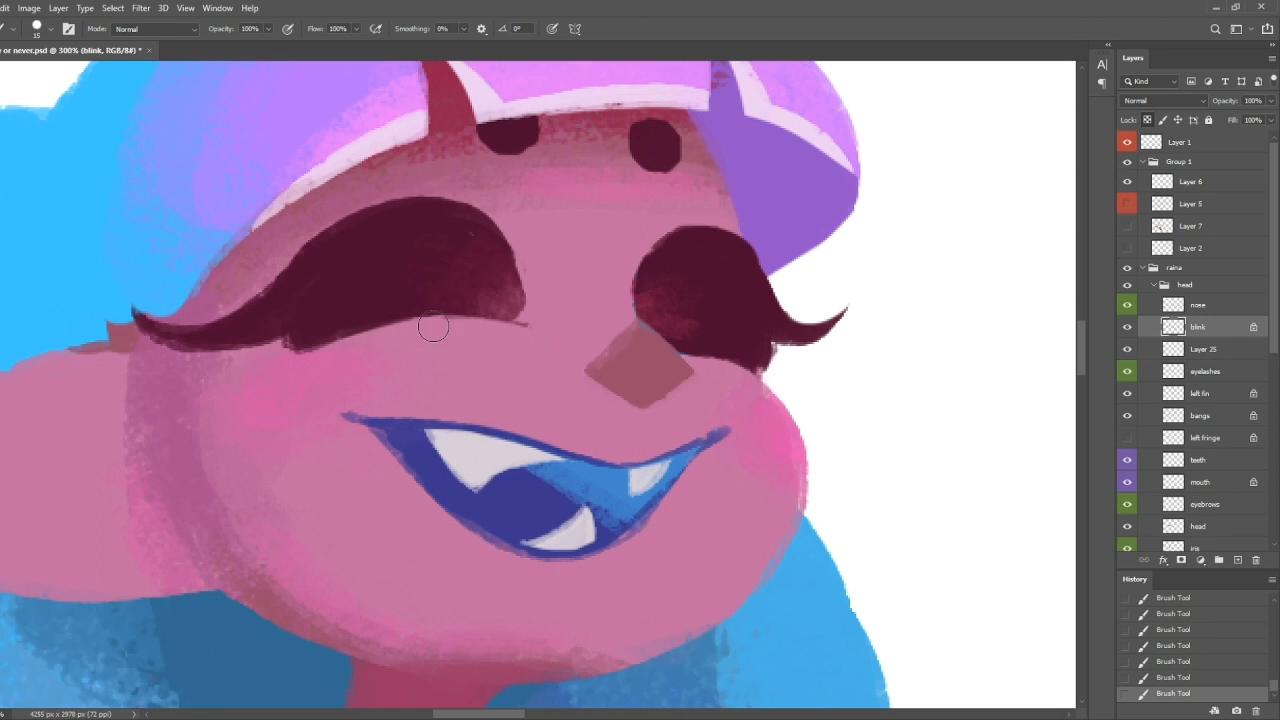 dit Image Layer Type Select Filter 3D View Window Help
15 Mode: Normal Opacity: 100% Flow: 100% Smoothing: 0% 0°
or never.psd @ 300% (blink, RGB/8#) *
Layers
Kind
Normal Opacity: 100%
Lock: Fill: 100%
Layer 1
Group 1
Layer 6
Layer 5
Layer 7
Layer 2
raina
head
nose
blink
Layer 25
eyelashes
left fin
bangs
left fringe
teeth
mouth
eyebrows
head
iris
History
Brush Tool
Brush Tool
Brush Tool
Brush Tool
Brush Tool
Brush Tool
Brush Tool
% 4255 px x 2978 px (72 ppi)